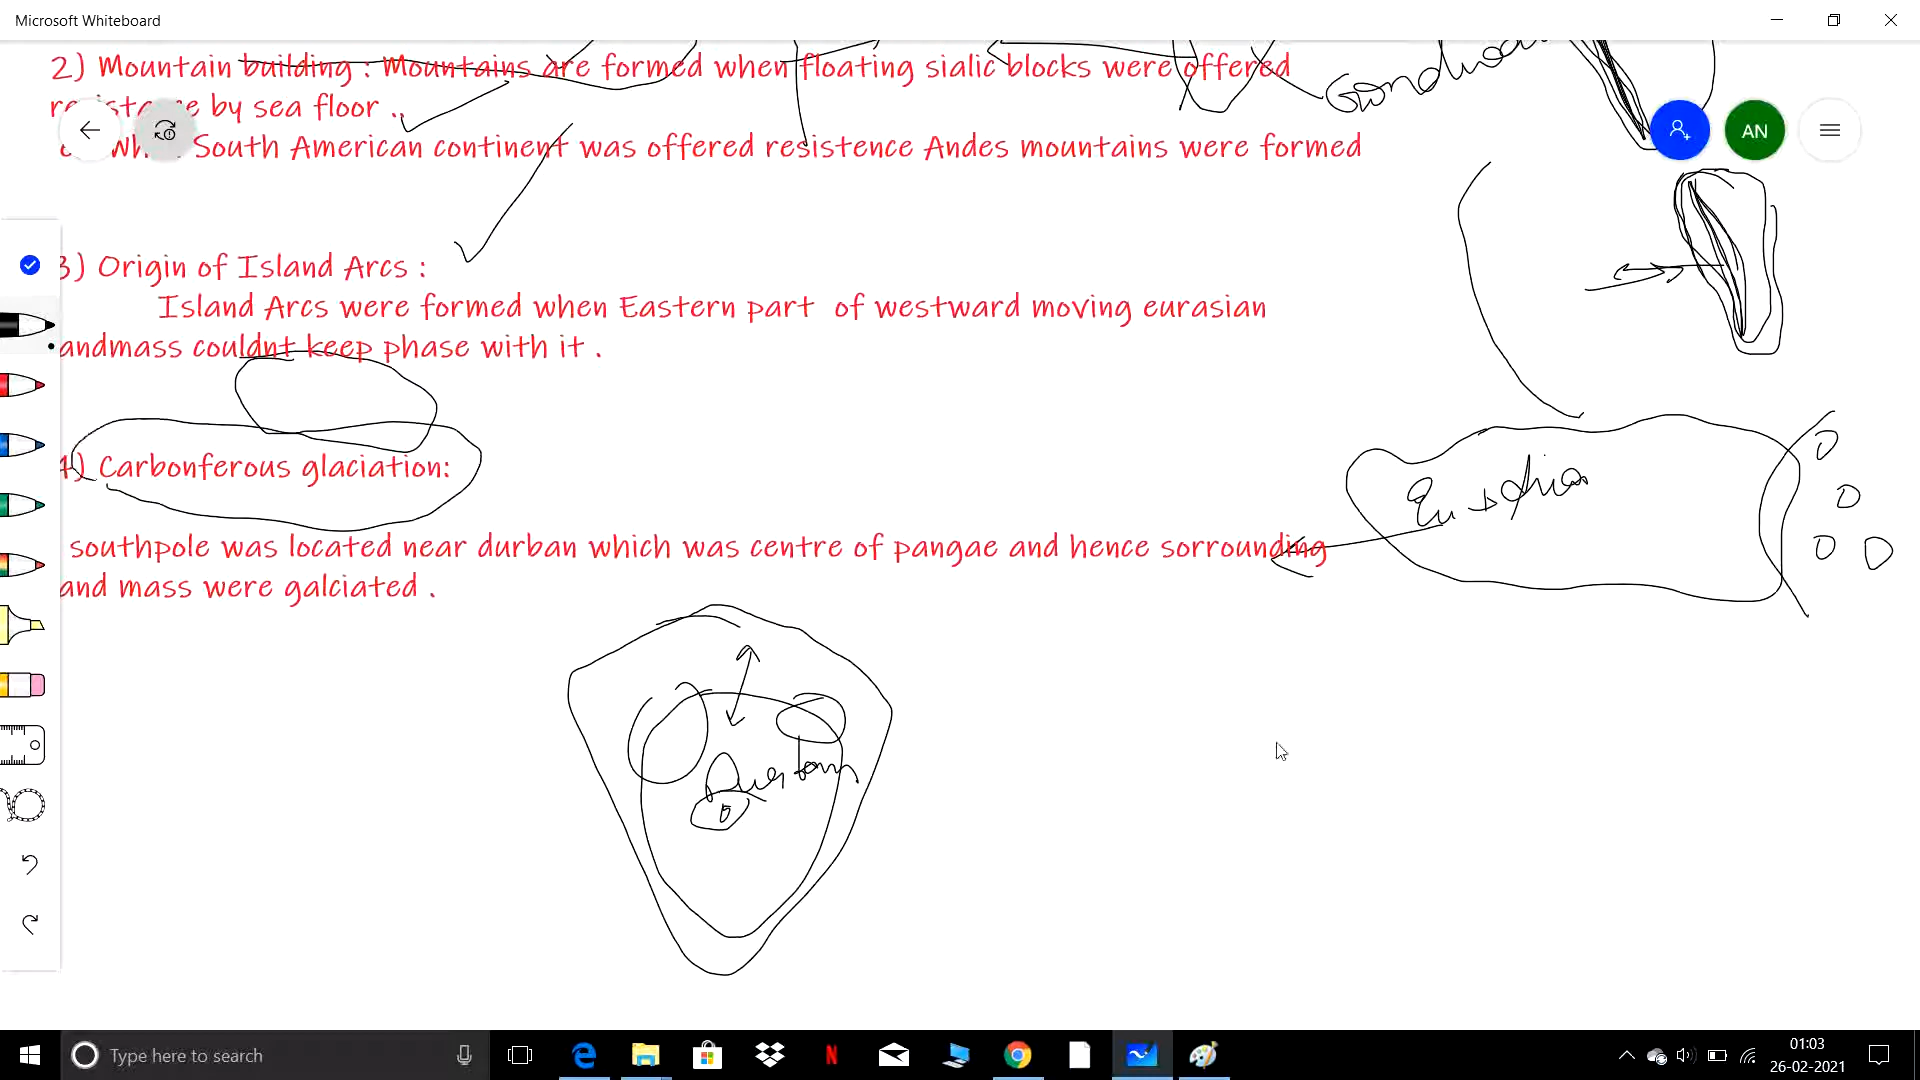 Microsoft Whiteboard
2) Mountain building : Mountains are formed when floating sialic blocks were offered
by sea floor ..
South American continent was offered resistence Andes mountains were formed
AN
3) Origin of Island Arcs :
Island Arcs were formed when Eastern part of westward moving eurasian
andmass couldnt keep phase with it .
4) Carbonferous glaciation:
southpole was located near durban which was centre of pangae and hence sorrounding
and mass were galciated .
Type here to search
01:03
26-02-2021